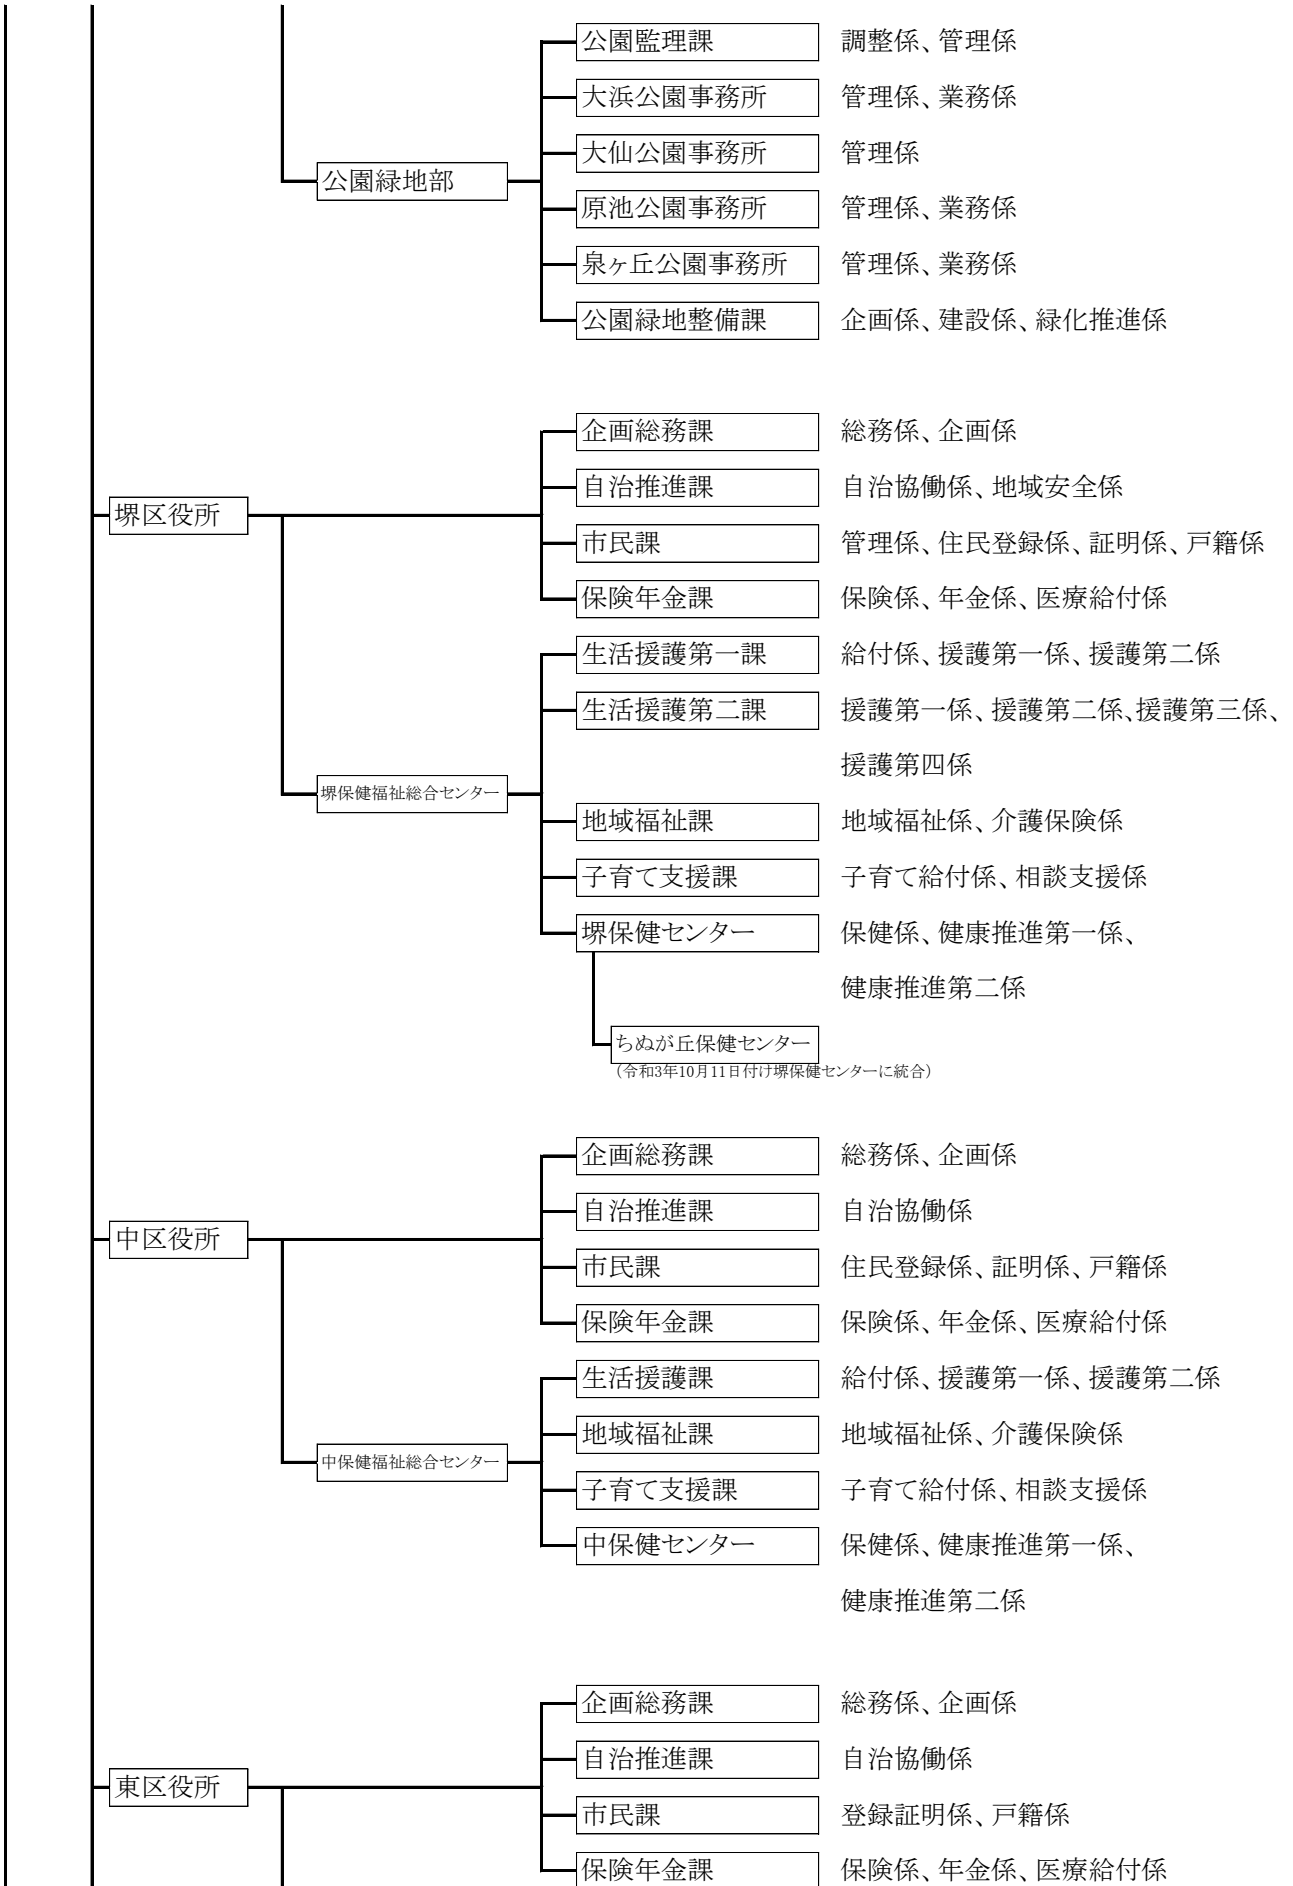 公園監理課 調整係、管理係
大浜公園事務所 管理係、業務係
大仙公園事務所 管理係
公園緑地部
原池公園事務所 管理係、業務係
泉ヶ丘公園事務所 管理係、業務係
公園緑地整備課 企画係、建設係、緑化推進係
企画総務課 総務係、企画係
自治推進課 自治協働係、地域安全係
堺区役所
市民課 管理係、住民登録係、証明係、戸籍係
保険年金課 保険係、年金係、医療給付係
生活援護第一課 給付係、援護第一係、援護第二係
生活援護第二課 援護第一係、援護第二係、援護第三係、
援護第四係
堺保健福祉総合センター
地域福祉課 地域福祉係、介護保険係
子育て支援課 子育て給付係、相談支援係
堺保健センター 保健係、健康推進第一係、
健康推進第二係
ちぬが丘保健センター
（令和3年10月11日付け堺保健センターに統合）
企画総務課 総務係、企画係
自治推進課 自治協働係
中区役所
市民課 住民登録係、証明係、戸籍係
保険年金課 保険係、年金係、医療給付係
生活援護課 給付係、援護第一係、援護第二係
地域福祉課 地域福祉係、介護保険係
中保健福祉総合センター
子育て支援課 子育て給付係、相談支援係
中保健センター 保健係、健康推進第一係、
健康推進第二係
企画総務課 総務係、企画係
自治推進課 自治協働係
東区役所
市民課 登録証明係、戸籍係
保険年金課 保険係、年金係、医療給付係